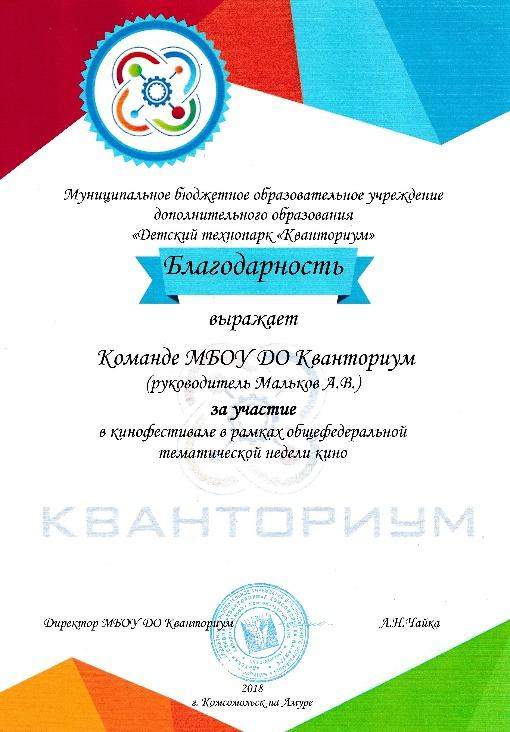 Муниципальное бюджетное образовательное учреждение
дополнительного образования
«Детский технопарк «Кванториум»
Благодарность
выражает
Команде МБОУ ДО Кванториум
(руководитель Мальков А.В.)
за участие
в кинофестивале в рамках общефедеральной
тематической недели кино
КВАНТОРИУМ
Директор МБОУ ДО Кванториум А.Н.Чайка
2018
г. Комсомольск на Амуре